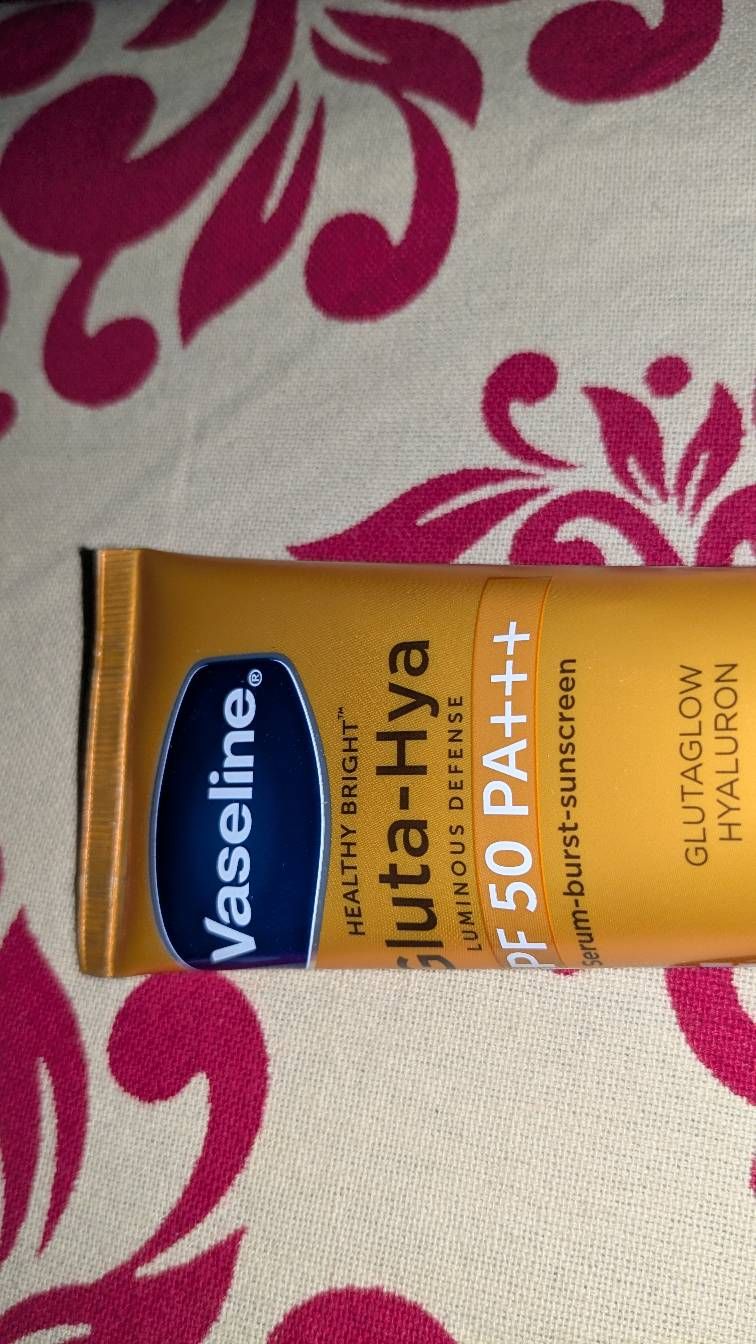 Vaseline®
HEALTHY BRIGHT™
Gluta-Hya
LUMINOUS DEFENSE
PF 50 PA+++
serum-burst-sunscreen
GLUTAGLOW
HYALURON